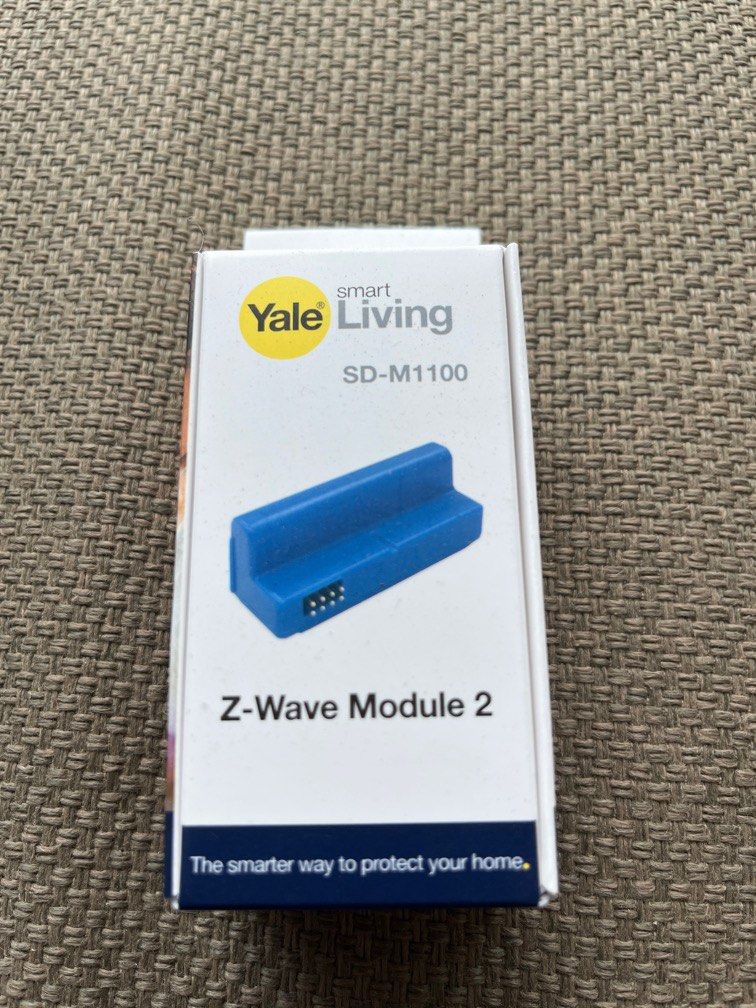 Yale®
smart
Living
SD-M1100
Z-Wave Module 2
The smarter way to protect your home.